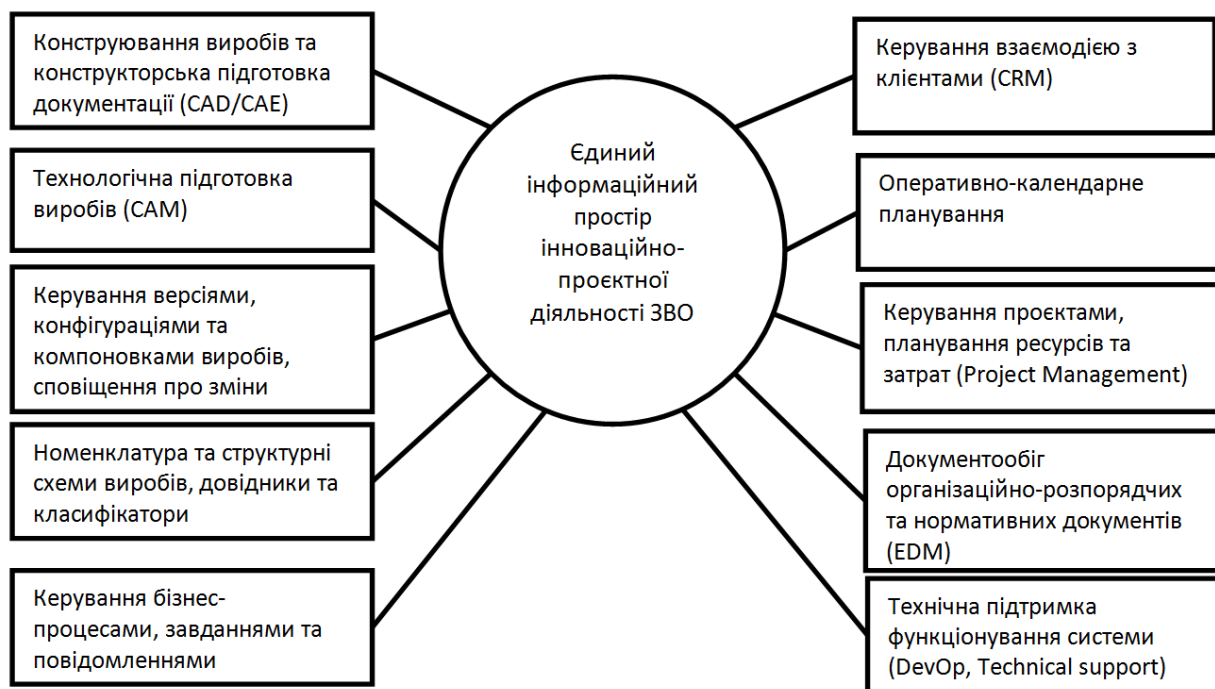 Конструювання виробів та
конструкторська підготовка
документації (CAD/CAE)
Технологічна підготовка
виробів (CAM)
Керування версіями,
конфігураціями та
компоновками виробів,
сповіщення про зміни
Номенклатура та структурні
схеми виробів, довідники та
класифікатори
Керування бізнес-
процесами, завданнями та
повідомленнями
Єдиний
інформаційний
простір
інноваційно-
проєктної
діяльності ЗВО
Керування взаємодією з
клієнтами (CRM)
Оперативно-календарне
планування
Керування проєктами,
планування ресурсів та
затрат (Project Management)
Документообіг
організаційно-розпорядчих
та нормативних документів
(EDM)
Технічна підтримка
функціонування системи
(DevOp, Technical support)